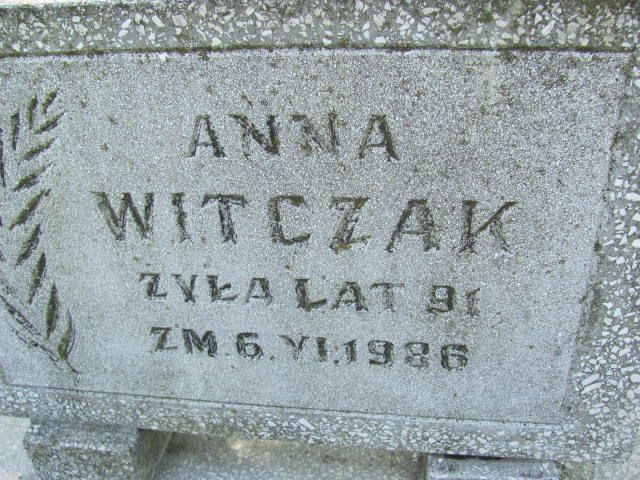 ANNA
WITCZAK
ŻYŁA LAT 91
ZM. 6. VI. 1986